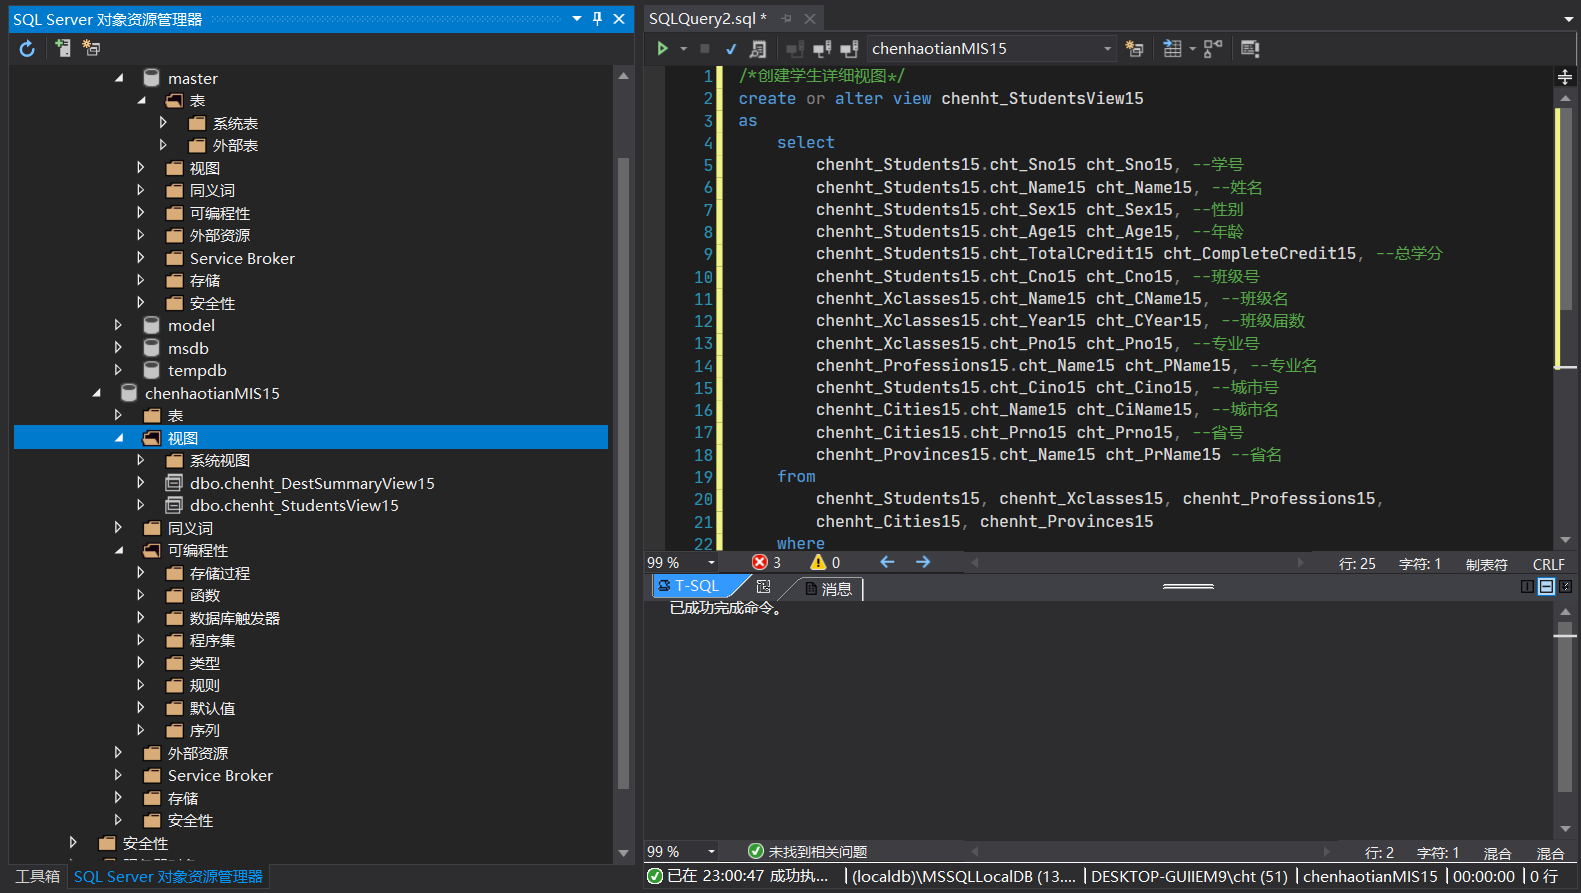 SQL Server 对象资源管理器
master
表
系统表
外部表
视图
同义词
可编程性
外部资源
Service Broker
存储
安全性
model
msdb
tempdb
chenhaotianMIS15
表
视图
系统视图
dbo.chenht_DestSummaryView15
dbo.chenht_StudentsView15
同义词
可编程性
存储过程
函数
数据库触发器
程序集
类型
规则
默认值
序列
外部资源
Service Broker
存储
安全性
安全性
工具箱 SQL Server 对象资源管理器
SQLQuery2.sql *
chenhaotianMIS15
1 /*创建学生详细视图*/
2 create or alter view chenht_StudentsView15
3 as
4 select
5 chenht_Students15.cht_Sno15 cht_Sno15, --学号
6 chenht_Students15.cht_Name15 cht_Name15, --姓名
7 chenht_Students15.cht_Sex15 cht_Sex15, --性别
8 chenht_Students15.cht_Age15 cht_Age15, --年龄
9 chenht_Students15.cht_TotalCredit15 cht_CompleteCredit15, --总学分
10 chenht_Students15.cht_Cno15 cht_Cno15, --班级号
11 chenht_Xclasses15.cht_Name15 cht_CName15, --班级名
12 chenht_Xclasses15.cht_Year15 cht_CYear15, --班级届数
13 chenht_Xclasses15.cht_Pno15 cht_Pno15, --专业号
14 chenht_Professions15.cht_Name15 cht_PName15, --专业名
15 chenht_Students15.cht_Cino15 cht_Cino15, --城市号
16 chenht_Cities15.cht_Name15 cht_CiName15, --城市名
17 chenht_Cities15.cht_Prno15 cht_Prno15, --省号
18 chenht_Provinces15.cht_Name15 cht_PrName15 --省名
19 from
20 chenht_Students15, chenht_Xclasses15, chenht_Professions15,
21 chenht_Cities15, chenht_Provinces15
22 where
99 % 3 0 行: 25 字符: 1 制表符 CRLF
T-SQL 消息
已成功完成命令。
99 % 未找到相关问题 行: 2 字符: 1 混合 混合
已在 23:00:47 成功执... (localdb)\MSSQLLocalDB (13.... DESKTOP-GUIIEM9\cht (51) chenhaotianMIS15 00:00:00 0 行